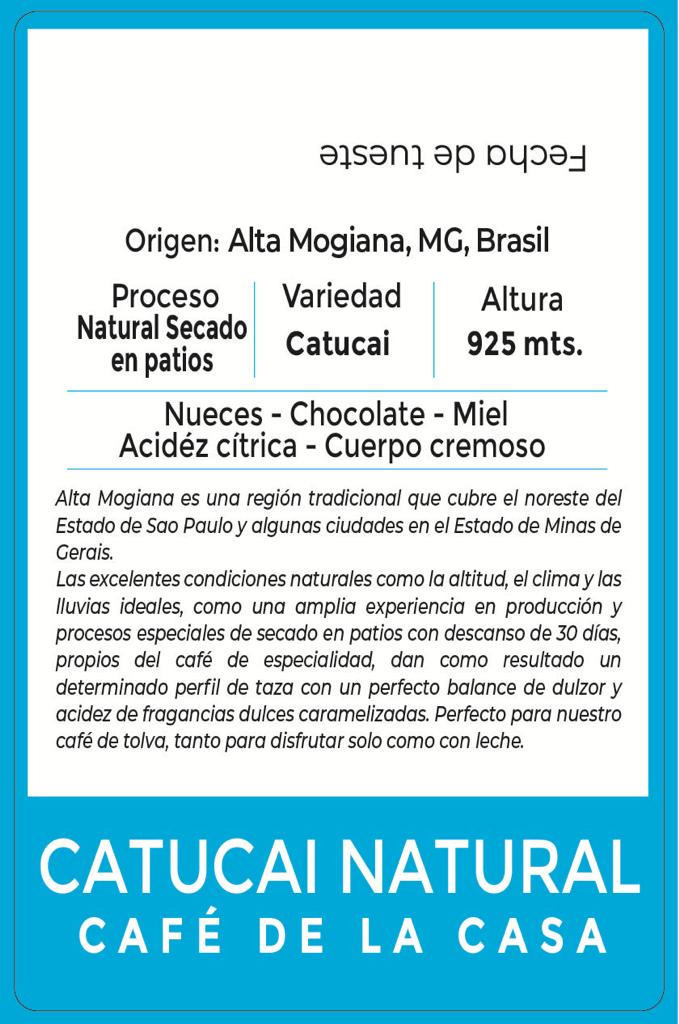 Fecha de tueste
Origen: Alta Mogiana, MG, Brasil
Proceso
Natural Secado
en patios
Variedad
Catucai
Altura
925 mts.
Nueces - Chocolate - Miel
Acidéz cítrica - Cuerpo cremoso
Alta Mogiana es una región tradicional que cubre el noreste del
Estado de Sao Paulo y algunas ciudades en el Estado de Minas de
Gerais.
Las excelentes condiciones naturales como la altitud, el clima y las
lluvias ideales, como una amplia experiencia en producción y
procesos especiales de secado en patios con descanso de 30 días,
propios del café de especialidad, dan como resultado un
determinado perfil de taza con un perfecto balance de dulzor y
acidez de fragancias dulces caramelizadas. Perfecto para nuestro
café de tolva, tanto para disfrutar solo como con leche.
CATUCAI NATURAL
CAFÉ DE LA CASA